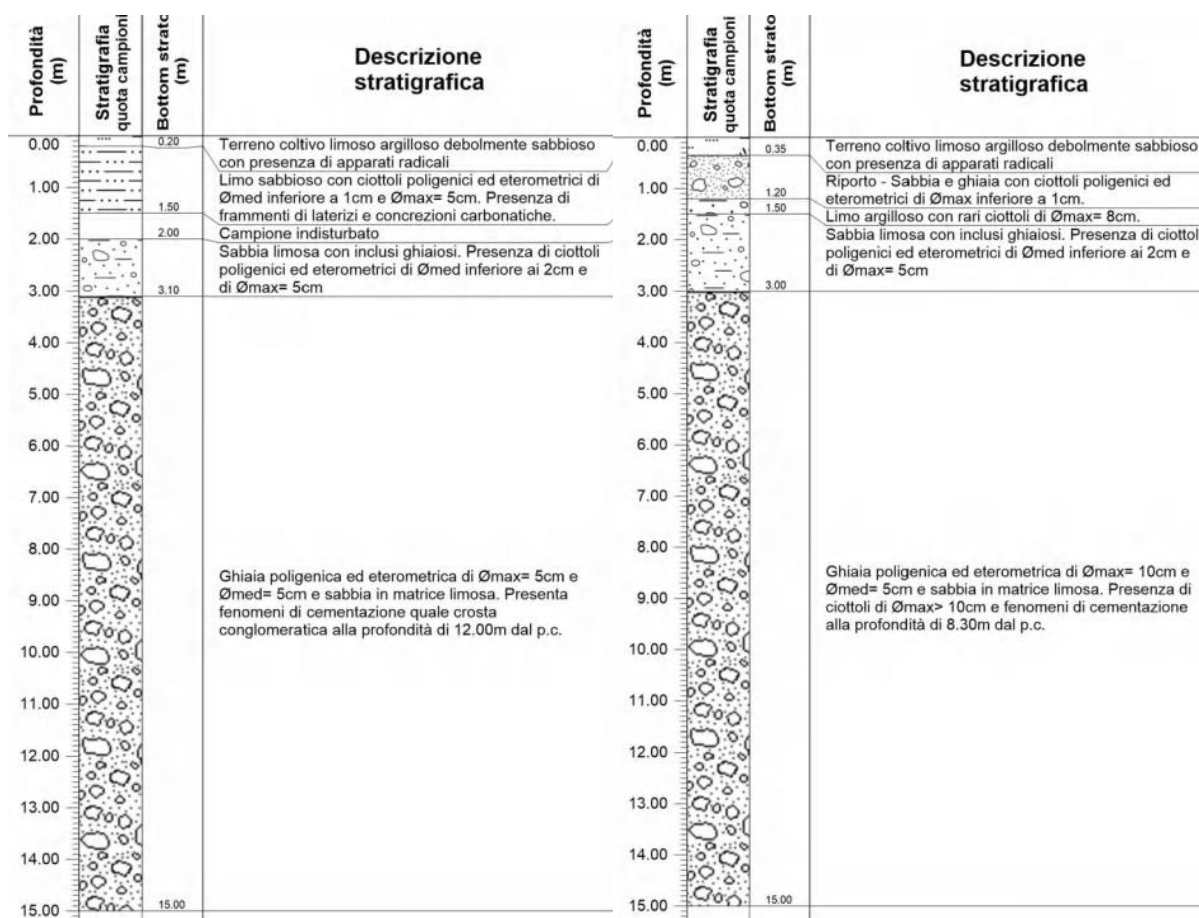 Profondità
(m)
Stratigrafia
quota campioni
Bottom strato
(m)
Descrizione
stratigrafica
0.00
1.00
2.00
3.00
4.00
5.00
6.00
7.00
8.00
9.00
10.00
11.00
12.00
13.00
14.00
15.00
0.20
Terreno coltivo limoso argilloso debolmente sabbioso
con presenza di apparati radicali
Limo sabbioso con ciottoli poligenici ed eterometrici di
Ømed inferiore a 1cm e Ømax= 5cm. Presenza di
frammenti di laterizi e concrezioni carbonatiche.
1.50
Campione indisturbato
2.00
Sabbia limosa con inclusi ghiaiosi. Presenza di ciottoli
poligenici ed eterometrici di Ømed inferiore ai 2cm e
di Ømax= 5cm
3.10
Ghiaia poligenica ed eterometrica di Ømax= 5cm e
Ømed= 5cm e sabbia in matrice limosa. Presenta
fenomeni di cementazione quale crosta
conglomeratica alla profondità di 12.00m dal p.c.
15.00
Profondità
(m)
Stratigrafia
quota campioni
Bottom strato
(m)
Descrizione
stratigrafica
0.00
1.00
2.00
3.00
4.00
5.00
6.00
7.00
8.00
9.00
10.00
11.00
12.00
13.00
14.00
15.00
0.35
Terreno coltivo limoso argilloso debolmente sabbioso
con presenza di apparati radicali
Riporto - Sabbia e ghiaia con ciottoli poligenici ed
eterometrici di Ømax inferiore a 1cm.
1.20
Limo argilloso con rari ciottoli di Ømax= 8cm.
1.50
Sabbia limosa con inclusi ghiaiosi. Presenza di ciottol
poligenici ed eterometrici di Ømed inferiore ai 2cm e
di Ømax= 5cm
3.00
Ghiaia poligenica ed eterometrica di Ømax= 10cm e
Ømed= 5cm e sabbia in matrice limosa. Presenza di
ciottoli di Ømax> 10cm e fenomeni di cementazione
alla profondità di 8.30m dal p.c.
15.00